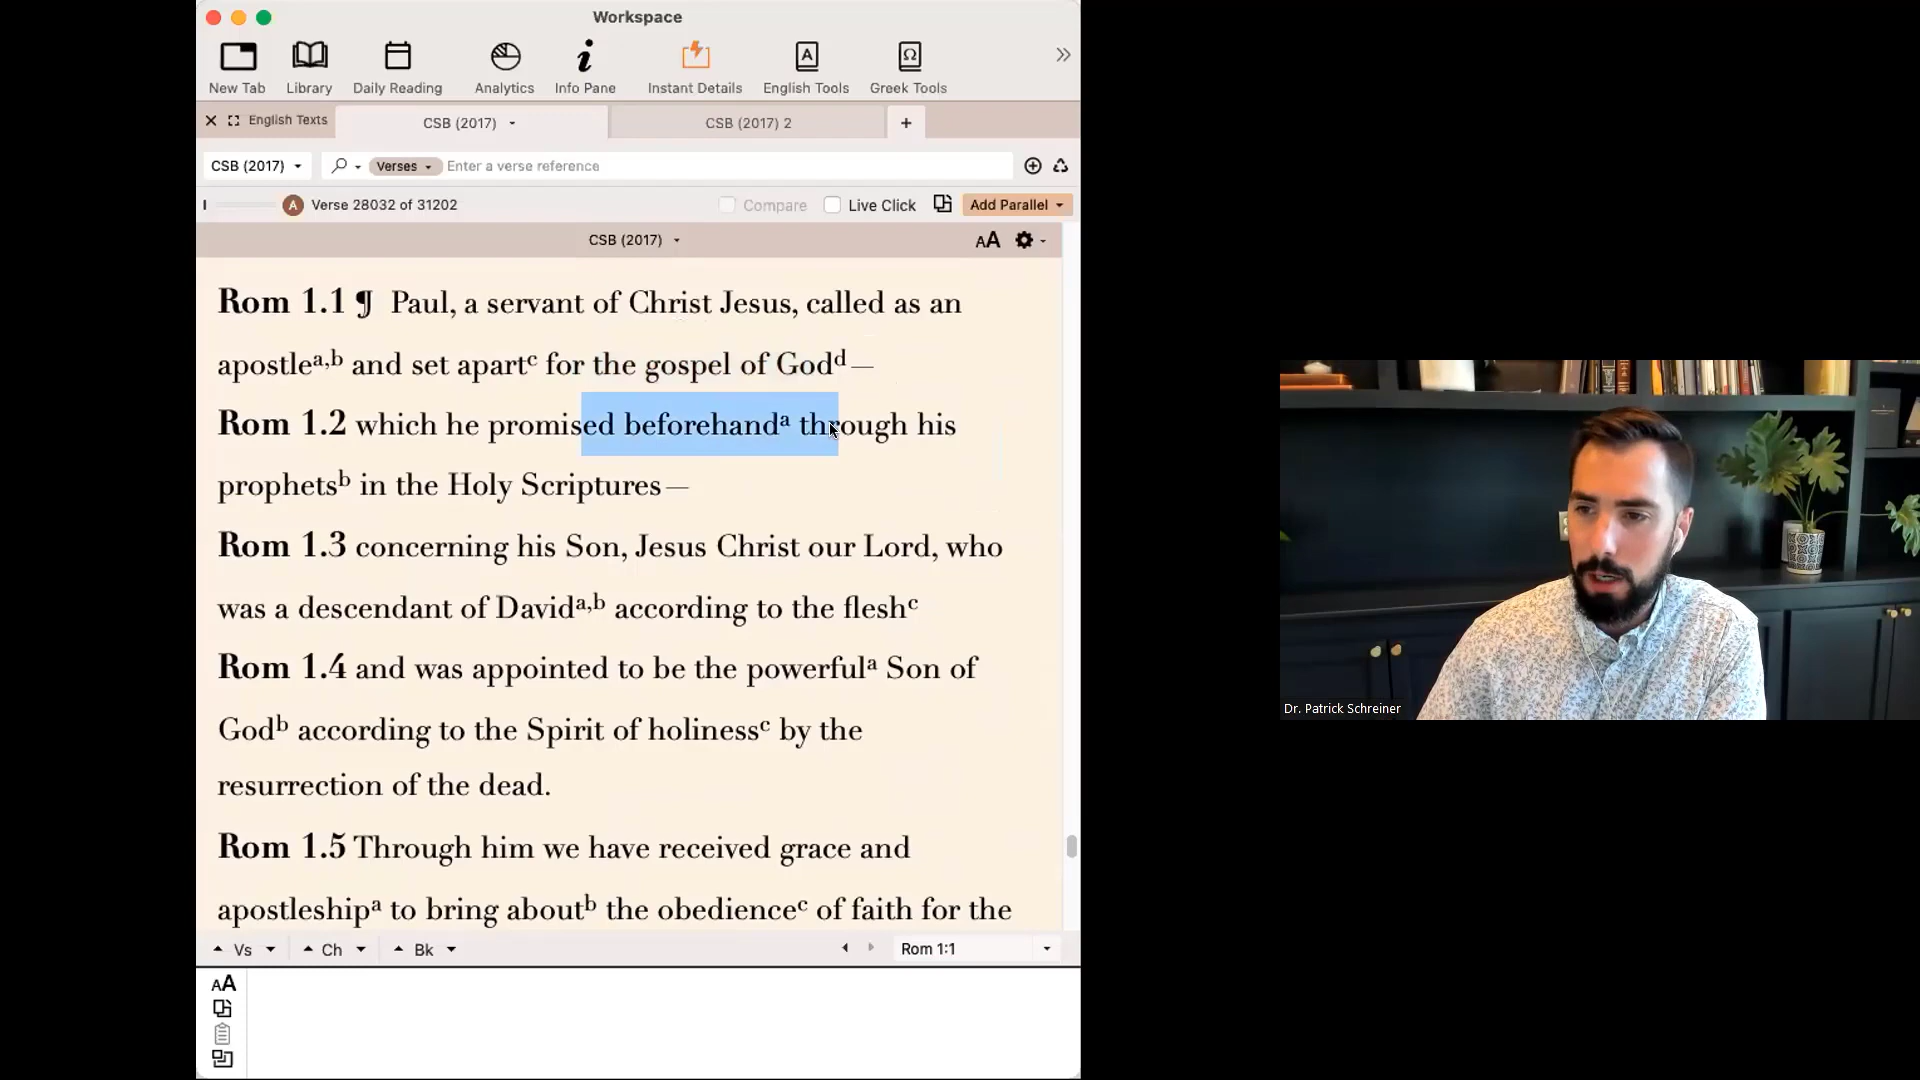 Workspace
New Tab
Library
Daily Reading
Analytics
Info Pane
Instant Details
English Tools
Greek Tools
English Texts
CSB (2017)
CSB (2017) 2
CSB (2017)
Verses
Enter a verse reference
A
Verse 28032 of 31202
Compare
Live Click
Add Parallel
CSB (2017)
AA
Rom 1.1 ¶ Paul, a servant of Christ Jesus, called as an
apostleᵃ,ᵇ and set apartᶜ for the gospel of Godᵈ—
Rom 1.2 which he promised beforehandᵃ through his
prophetsᵇ in the Holy Scriptures—
Rom 1.3 concerning his Son, Jesus Christ our Lord, who
was a descendant of Davidᵃ,ᵇ according to the fleshᶜ
Rom 1.4 and was appointed to be the powerfulᵃ Son of
Godᵇ according to the Spirit of holinessᶜ by the
resurrection of the dead.
Rom 1.5 Through him we have received grace and
apostleshipᵃ to bring aboutᵇ the obedienceᶜ of faith for the
Vs
Ch
Bk
Rom 1:1
AA
Dr. Patrick Schreiner